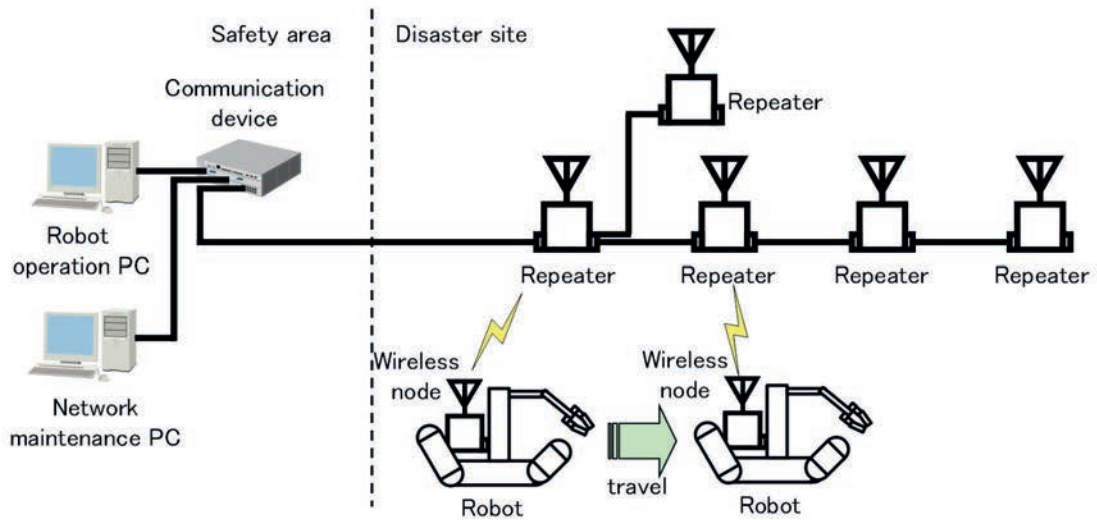 Safety area
Disaster site
Communication
device
Repeater
Robot
operation PC
Repeater
Repeater
Repeater
Repeater
Network
maintenance PC
Wireless
node
Wireless
node
travel
Robot
Robot